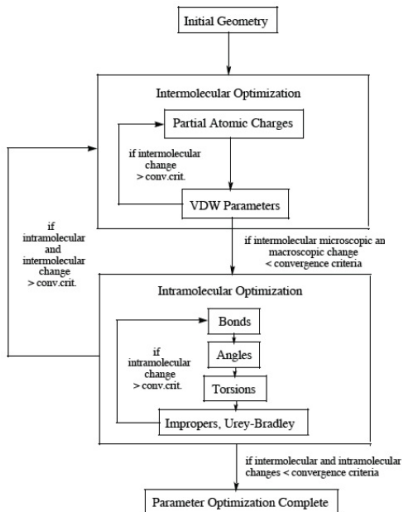 Initial Geometry
Intermolecular Optimization
Partial Atomic Charges
if intermolecular
change
> conv.crit.
VDW Parameters
if
intramolecular
and
intermolecular
change
> conv.crit.
if intermolecular microscopic an
macroscopic change
< convergence criteria
Intramolecular Optimization
Bonds
if
intramolecular
change
> conv.crit.
Angles
Torsions
Impropers, Urey-Bradley
if intermolecular and intramolecular
changes < convergence criteria
Parameter Optimization Complete